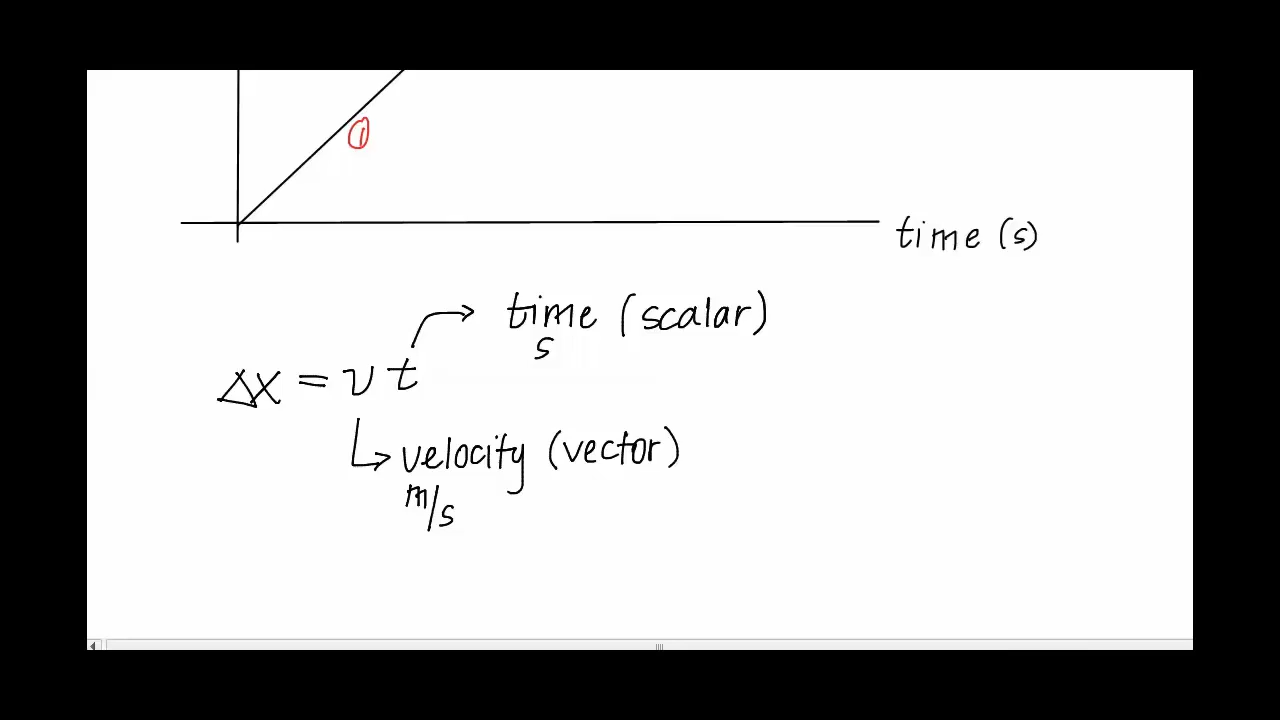 ①
time (s)
time (scalar)
s
Δx = v t
velocity (vector)
m/s